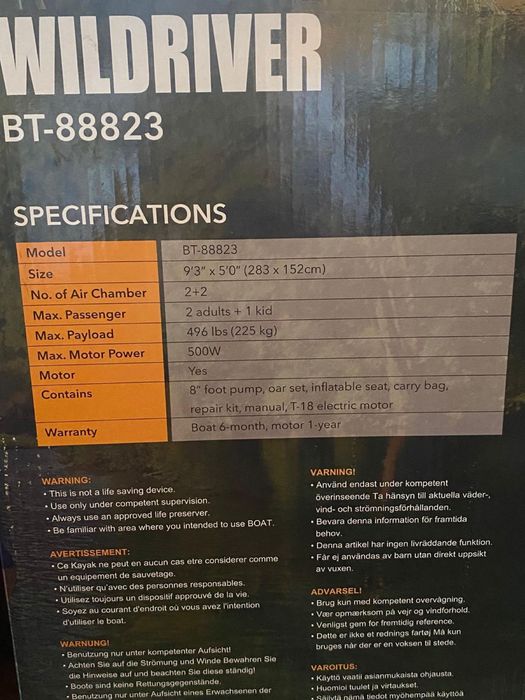 WILDRIVER
BT-88823
SPECIFICATIONS
Model BT-88823
Size 9'3" x 5'0" (283 x 152cm)
No. of Air Chamber 2+2
Max. Passenger 2 adults + 1 kid
Max. Payload 496 lbs (225 kg)
Max. Motor Power 500W
Motor Yes
Contains 8" foot pump, oar set, inflatable seat, carry bag,
repair kit, manual, T-18 electric motor
Warranty Boat 6-month, motor 1-year
WARNING:
• This is not a life saving device.
• Use only under competent supervision.
• Always use an approved life preserver.
• Be familiar with area where you intended to use BOAT.
AVERTISSEMENT:
• Ce Kayak ne peut en aucun cas etre considerer comme
un equipement de sauvetage.
• N'utiliser qu'avec des personnes responsables.
• Utilisez toujours un dispositif approuvé de la vie.
• Soyez au courant d'endroit où vous avez l'intention
d'utiliser le boat.
WARNUNG!
• Benutzung nur unter kompetenter Aufsicht!
• Achten Sie auf die Strömung und Winde Bewahren Sie
die Hinweise auf und beachten Sie diese ständig!
• Boote sind keine Rettungsgegenstände.
• Benutzung nur unter Aufsicht eines Erwachsenen der
VARNING!
• Använd endast under kompetent
överinseende Ta hänsyn till aktuella väder-,
vind- och strömningsförhållanden.
• Bevara denna information för framtida
behov.
• Denna artikel har ingen livräddande funktion.
• Får ej användas av barn utan direkt uppsikt
av vuxen.
ADVARSEL!
• Brug kun med kompetent overvågning.
• Vær opmærksom på vejr og vindforhold.
• Venligst gem for fremtidig reference.
• Dette er ikke et rednings fartøj Må kun
bruges når der er en voksen til stede.
VAROITUS:
• Käyttö vaatii asianmukaista ohjausta.
• Huomioi tuulet ja virtaukset.
• Säilytä nämä tiedot myöhempää käyttöä